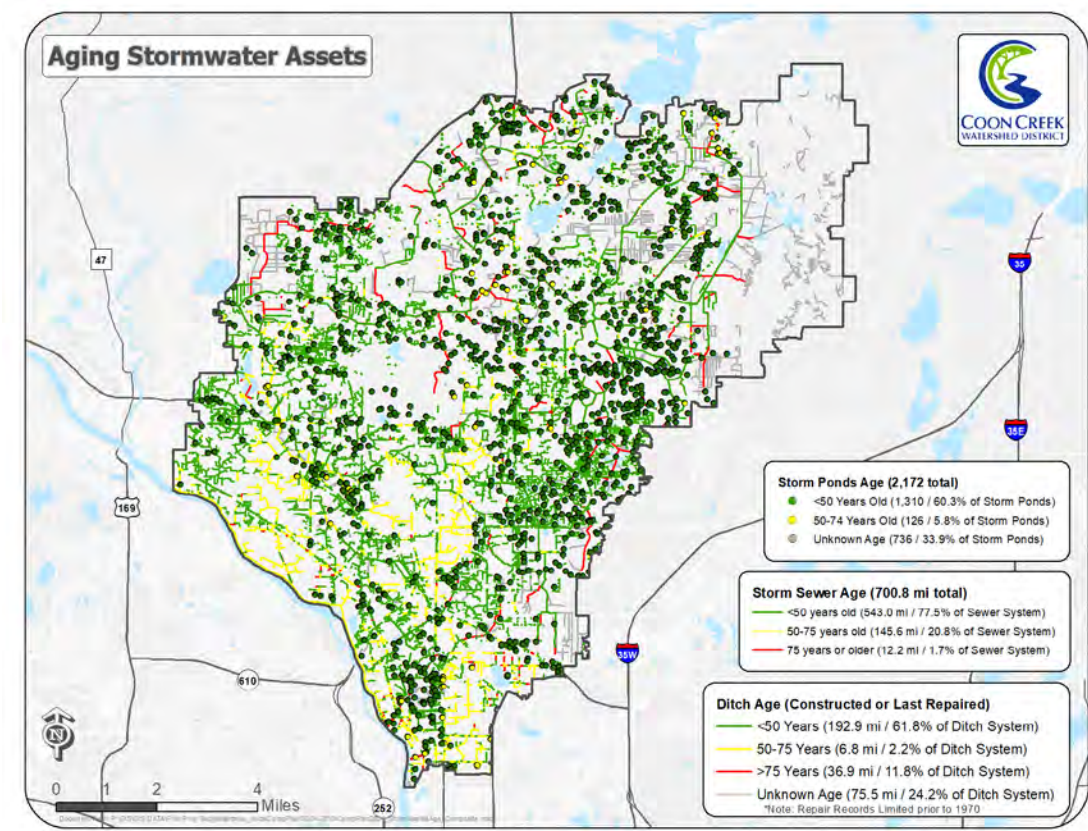 Aging Stormwater Assets
COON CREEK
WATERSHED DISTRICT
47
35
35E
169
Storm Ponds Age (2,172 total)
<50 Years Old (1,310 / 60.3% of Storm Ponds)
50-74 Years Old (126 / 5.8% of Storm Ponds)
Unknown Age (736 / 33.9% of Storm Ponds)
Storm Sewer Age (700.8 mi total)
<50 years old (543.0 mi / 77.5% of Sewer System)
50-75 years old (145.6 mi / 20.8% of Sewer System)
75 years or older (12.2 mi / 1.7% of Sewer System)
35W
610
Ditch Age (Constructed or Last Repaired)
<50 Years (192.9 mi / 61.8% of Ditch System)
50-75 Years (6.8 mi / 2.2% of Ditch System)
>75 Years (36.9 mi / 11.8% of Ditch System)
Unknown Age (75.5 mi / 24.2% of Ditch System)
*Note: Repair Records Limited prior to 1970
N
0 1 2 4
Miles
252